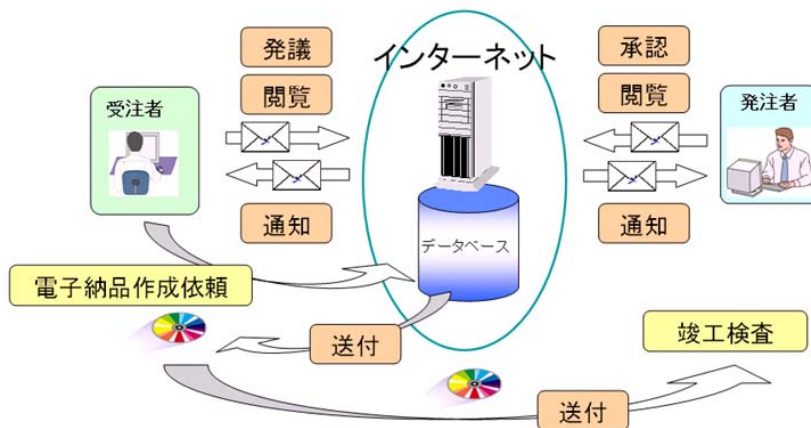 発議
インターネット
承認
閲覧
閲覧
受注者
発注者
通知
データベース
通知
電子納品作成依頼
送付
竣工検査
送付